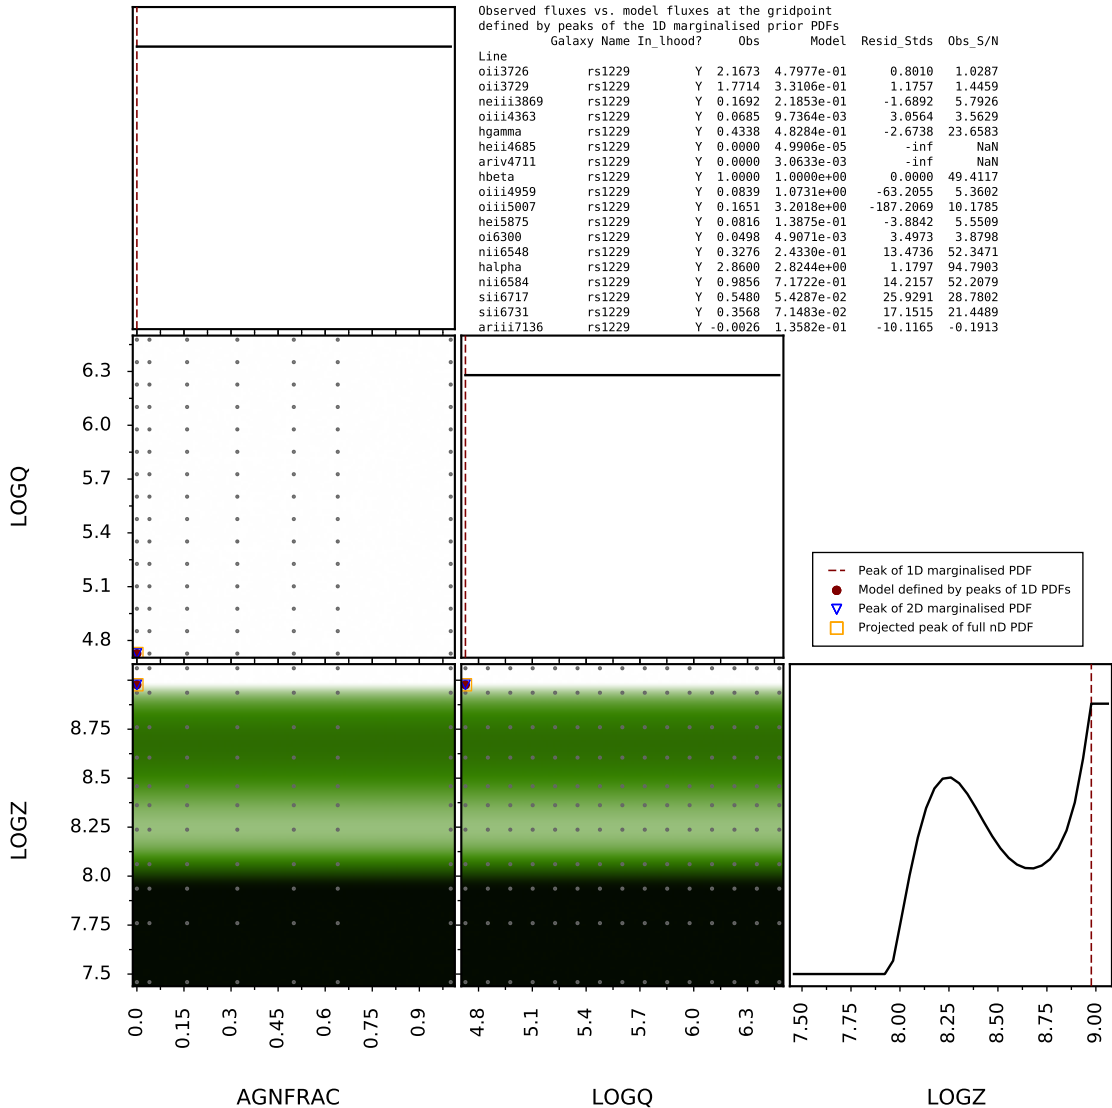 Observed fluxes vs. model fluxes at the gridpoint
defined by peaks of the 1D marginalised prior PDFs
Galaxy Name In_lhood? Obs Model Resid_Stds Obs_S/N
Line
oii3726 rs1229 Y 2.1673 4.7977e-01 0.8010 1.0287
oii3729 rs1229 Y 1.7714 3.3106e-01 1.1757 1.4459
neiii3869 rs1229 Y 0.1692 2.1853e-01 -1.6892 5.7926
oiii4363 rs1229 Y 0.0685 9.7364e-03 3.0564 3.5629
hgamma rs1229 Y 0.4338 4.8284e-01 -2.6738 23.6583
heii4685 rs1229 Y 0.0000 4.9906e-05 -inf NaN
ariv4711 rs1229 Y 0.0000 3.0633e-03 -inf NaN
hbeta rs1229 Y 1.0000 1.0000e+00 0.0000 49.4117
oiii4959 rs1229 Y 0.0839 1.0731e+00 -63.2055 5.3602
oiii5007 rs1229 Y 0.1651 3.2018e+00 -187.2069 10.1785
hei5875 rs1229 Y 0.0816 1.3875e-01 -3.8842 5.5509
oi6300 rs1229 Y 0.0498 4.9071e-03 3.4973 3.8798
nii6548 rs1229 Y 0.3276 2.4330e-01 13.4736 52.3471
halpha rs1229 Y 2.8600 2.8244e+00 1.1797 94.7903
nii6584 rs1229 Y 0.9856 7.1722e-01 14.2157 52.2079
sii6717 rs1229 Y 0.5480 5.4287e-02 25.9291 28.7802
sii6731 rs1229 Y 0.3568 7.1483e-02 17.1515 21.4489
ariii7136 rs1229 Y -0.0026 1.3582e-01 -10.1165 -0.1913
LOGQ
6.3
6.0
5.7
5.4
5.1
4.8
Peak of 1D marginalised PDF
Model defined by peaks of 1D PDFs
Peak of 2D marginalised PDF
Projected peak of full nD PDF
LOGZ
8.75
8.5
8.25
8.0
7.75
7.5
0.0 0.15 0.3 0.45 0.6 0.75 0.9
4.8 5.1 5.4 5.7 6.0 6.3
7.50 7.75 8.00 8.25 8.50 8.75 9.00
AGNFRAC LOGQ LOGZ